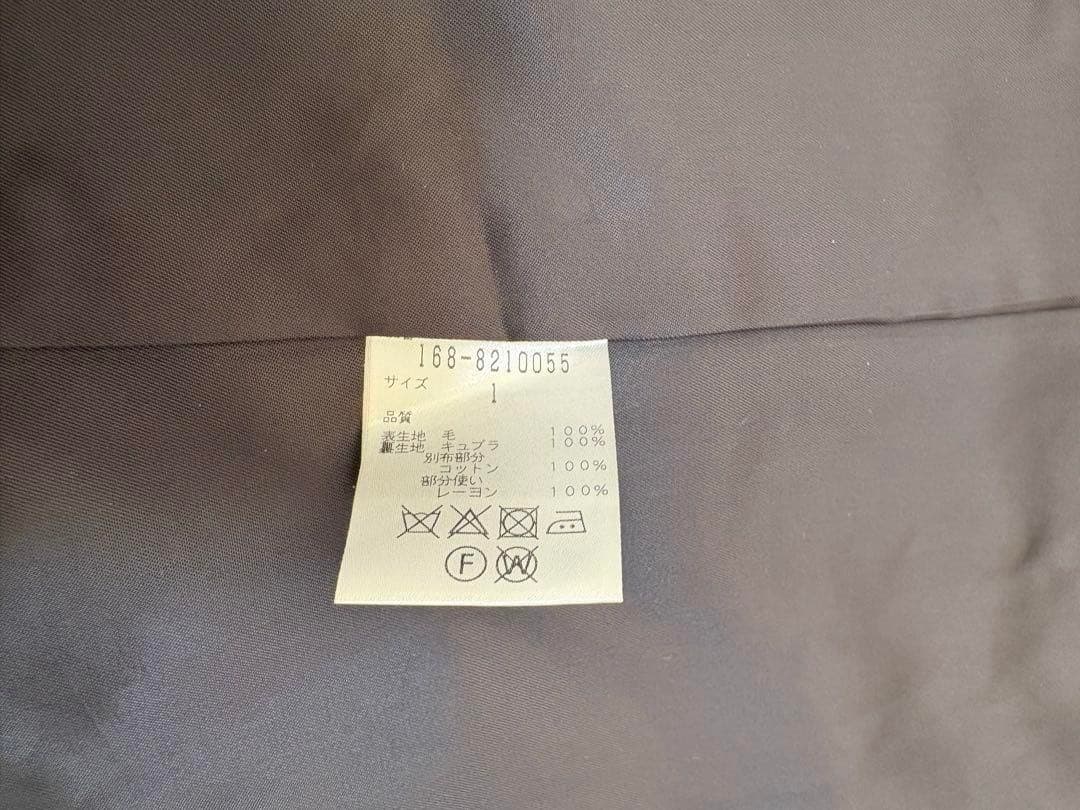 168-8210055
サイズ
1
品質
表生地 毛 100%
裏生地 キュプラ 100%
別布部分
コットン 100%
部分使い
レーヨン 100%
F W